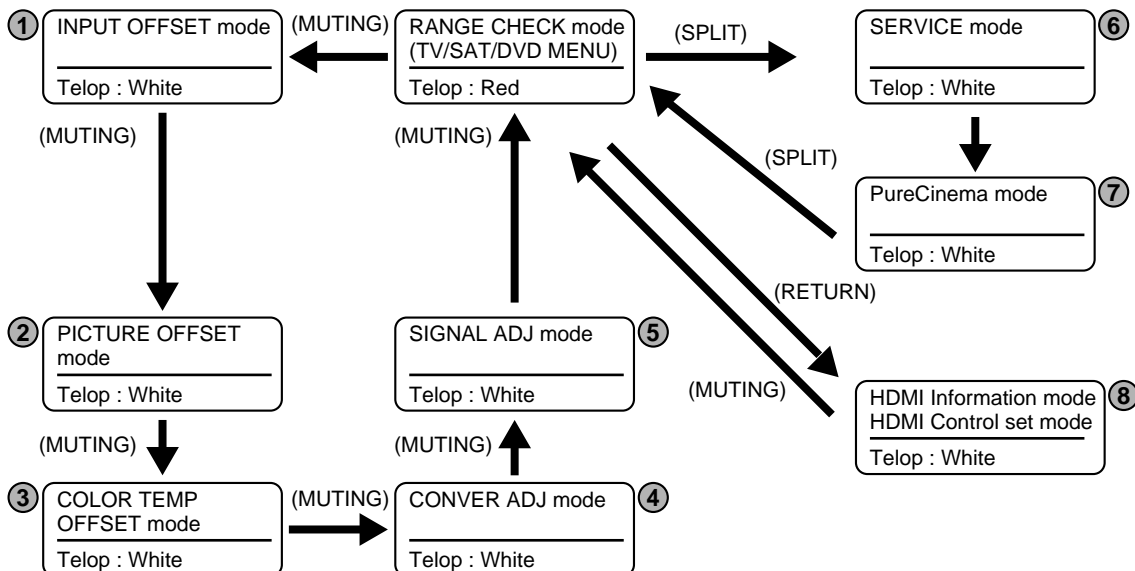 1
INPUT OFFSET mode
Telop : White
(MUTING)
RANGE CHECK mode
(TV/SAT/DVD MENU)
Telop : Red
(SPLIT)
SERVICE mode
Telop : White
6
(MUTING)
(MUTING)
(SPLIT)
PureCinema mode
Telop : White
7
(RETURN)
2
PICTURE OFFSET
mode
Telop : White
SIGNAL ADJ mode
Telop : White
5
(MUTING)
HDMI Information mode
HDMI Control set mode
Telop : White
8
(MUTING)
(MUTING)
3
COLOR TEMP
OFFSET mode
Telop : White
(MUTING)
CONVER ADJ mode
Telop : White
4